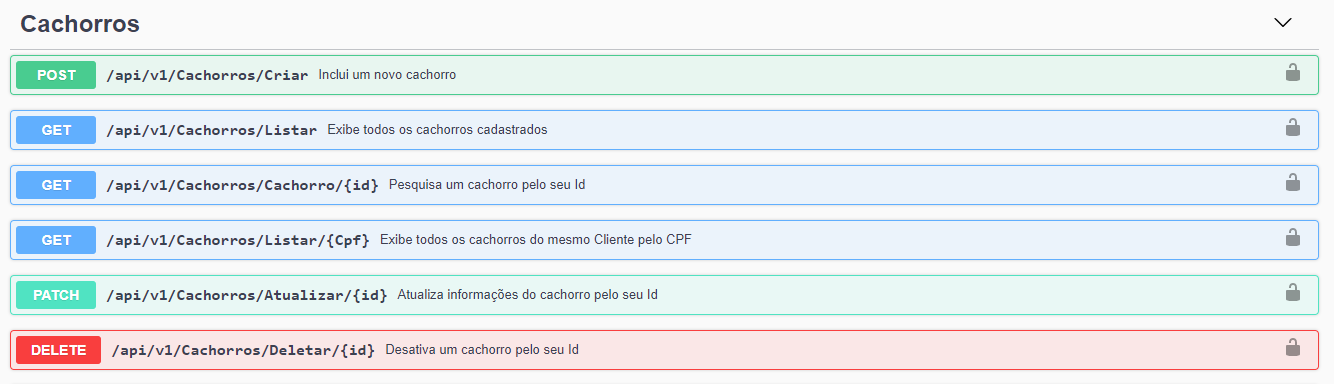 Cachorros
POST /api/v1/Cachorros/Criar Inclui um novo cachorro
GET /api/v1/Cachorros/Listar Exibe todos os cachorros cadastrados
GET /api/v1/Cachorros/Cachorro/{id} Pesquisa um cachorro pelo seu Id
GET /api/v1/Cachorros/Listar/{Cpf} Exibe todos os cachorros do mesmo Cliente pelo CPF
PATCH /api/v1/Cachorros/Atualizar/{id} Atualiza informações do cachorro pelo seu Id
DELETE /api/v1/Cachorros/Deletar/{id} Desativa um cachorro pelo seu Id